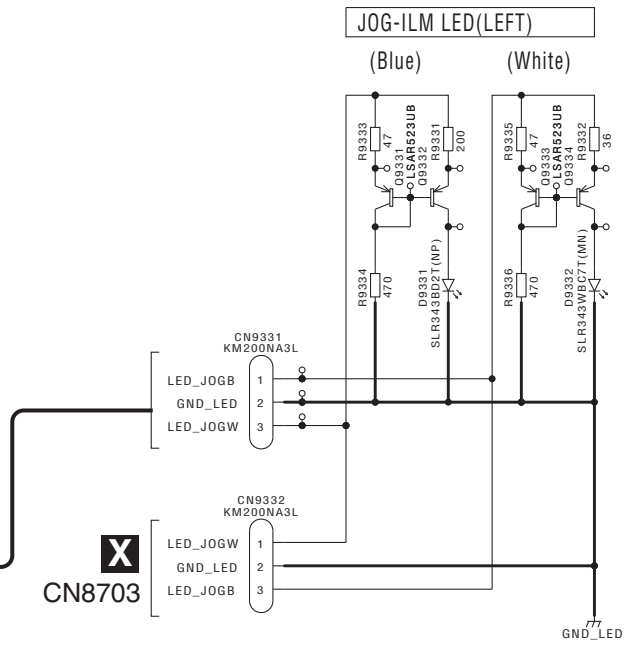 JOG-ILM LED(LEFT)
(Blue)
(White)
R9333
47
Q9331
LSAR523UB
Q9332
R9331
200
R9335
47
Q9333
LSAR523UB
Q9334
R9332
36
R9334
470
D9331
SLR343BD2T(NP)
R9336
470
D9332
SLR343WBC7T(MN)
CN9331
KM200NA3L
LED_JOGB 1
GND_LED 2
LED_JOGW 3
CN9332
KM200NA3L
LED_JOGW 1
GND_LED 2
LED_JOGB 3
X
CN8703
GND_LED